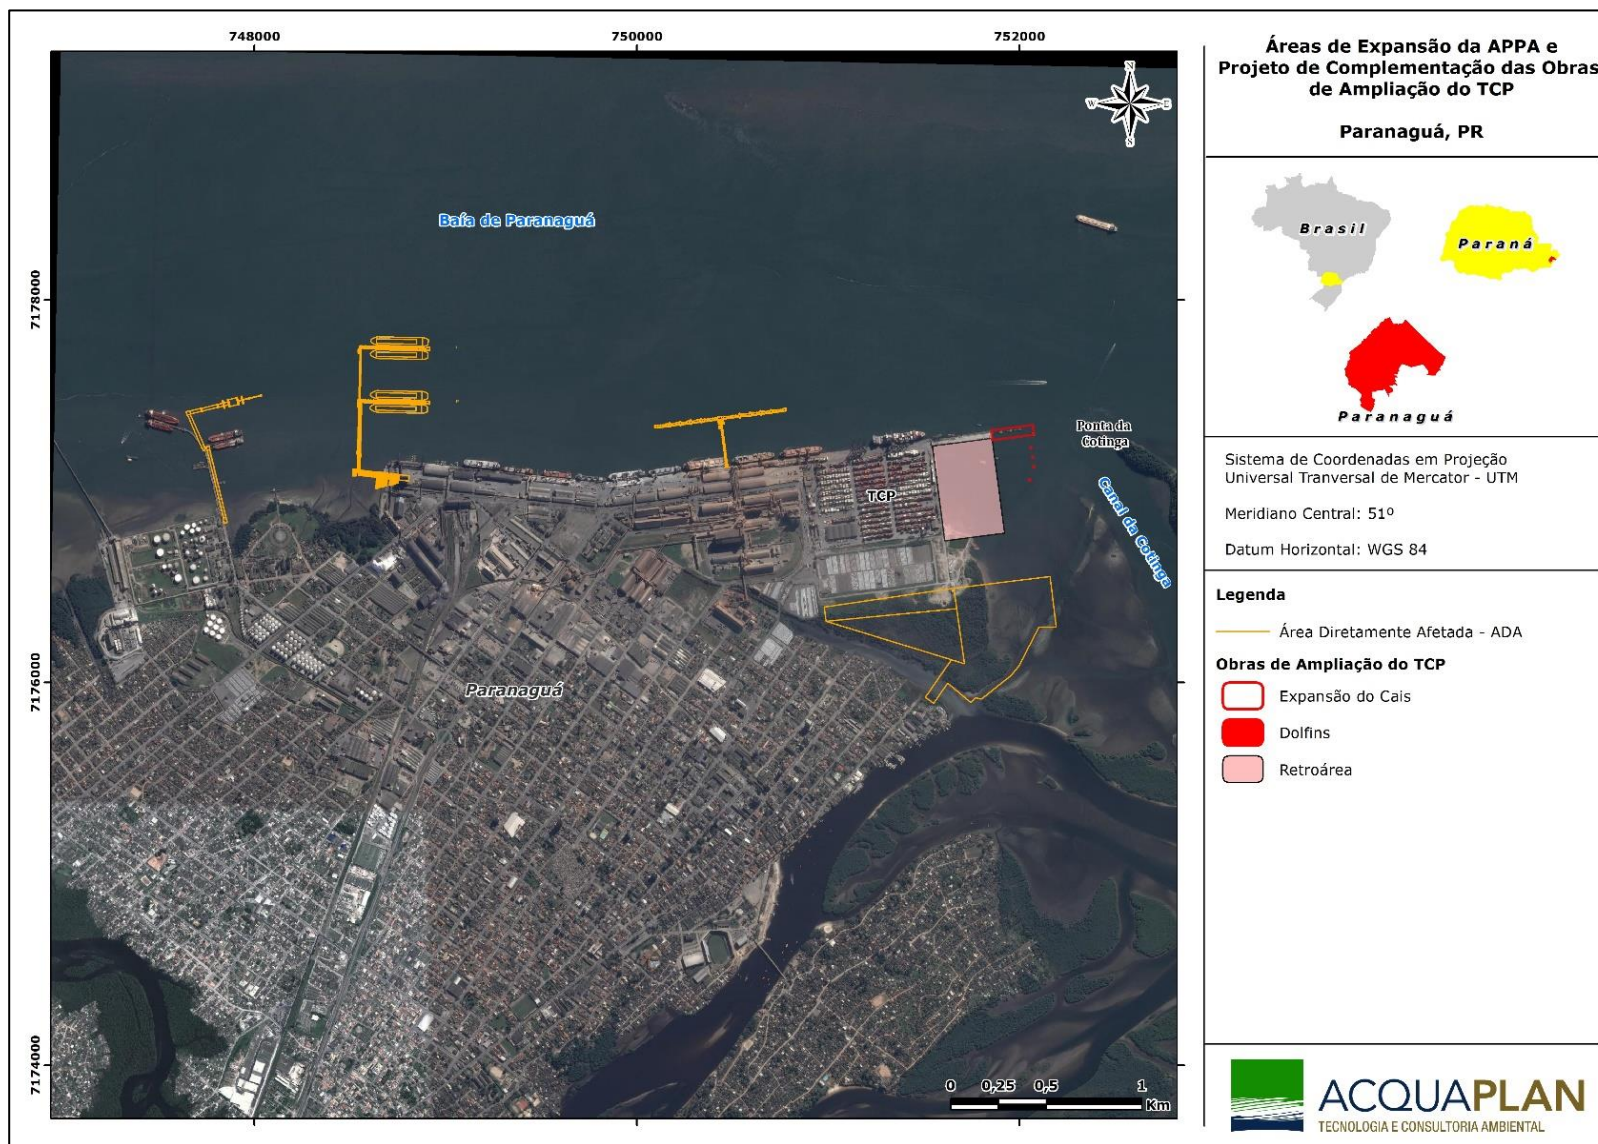 748000
750000
752000
7178000
7176000
7174000
N
W
E
S
Baía de Paranaguá
Ponta da
Cotinga
Canal da Cotinga
TCP
Paranaguá
0 0,25 0,5 1
Km
Áreas de Expansão da APPA e
Projeto de Complementação das Obras
de Ampliação do TCP
Paranaguá, PR
Brasil
Paraná
Paranaguá
Sistema de Coordenadas em Projeção
Universal Tranversal de Mercator - UTM
Meridiano Central: 51º
Datum Horizontal: WGS 84
Legenda
Área Diretamente Afetada - ADA
Obras de Ampliação do TCP
Expansão do Cais
Dolfins
Retroárea
ACQUAPLAN
TECNOLOGIA E CONSULTORIA AMBIENTAL